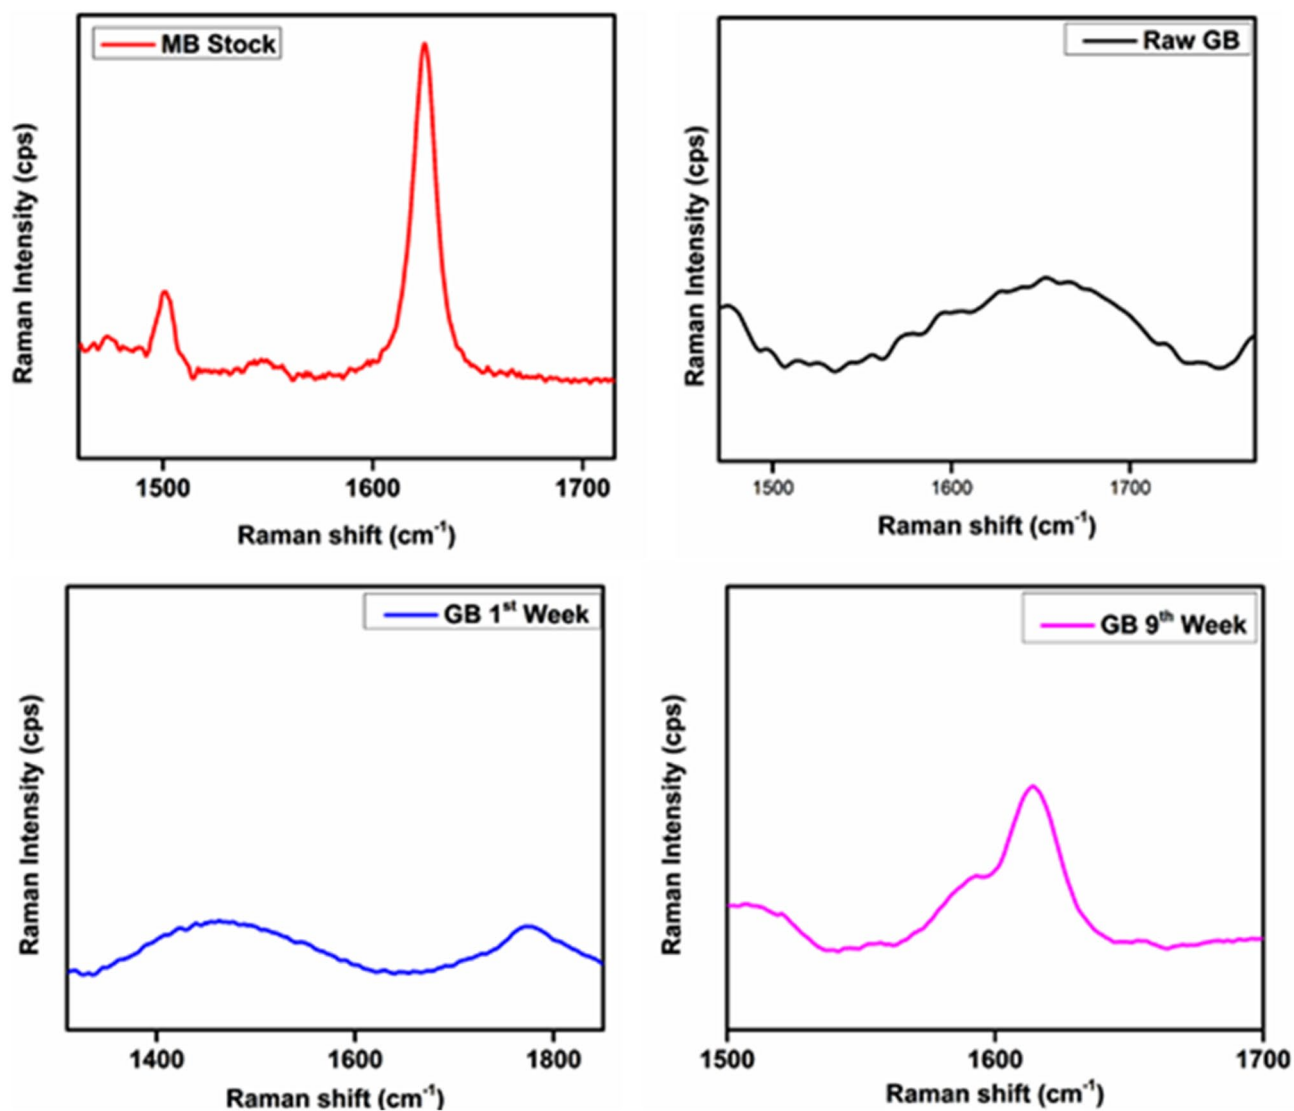 MB Stock
Raman Intensity (cps)
1500 1600 1700
Raman shift (cm⁻¹)
Raw GB
Raman Intensity (cps)
1500 1600 1700
Raman shift (cm⁻¹)
GB 1ˢᵗ Week
Raman Intensity (cps)
1400 1600 1800
Raman shift (cm⁻¹)
GB 9ᵗʰ Week
Raman Intensity (cps)
1500 1600 1700
Raman shift (cm⁻¹)